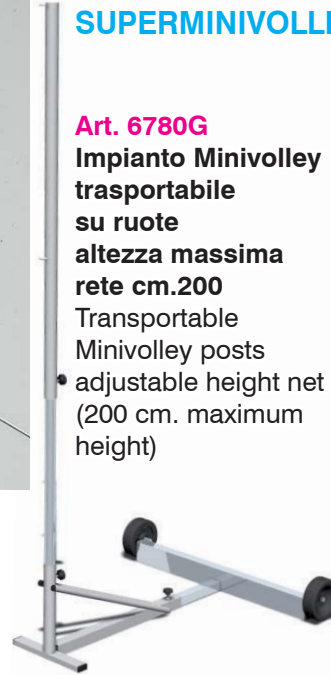 SUPERMINIVOLLE
Art. 6780G
Impianto Minivolley
trasportabile
su ruote
altezza massima
rete cm.200
Transportable
Minivolley posts
adjustable height net
(200 cm. maximum
height)